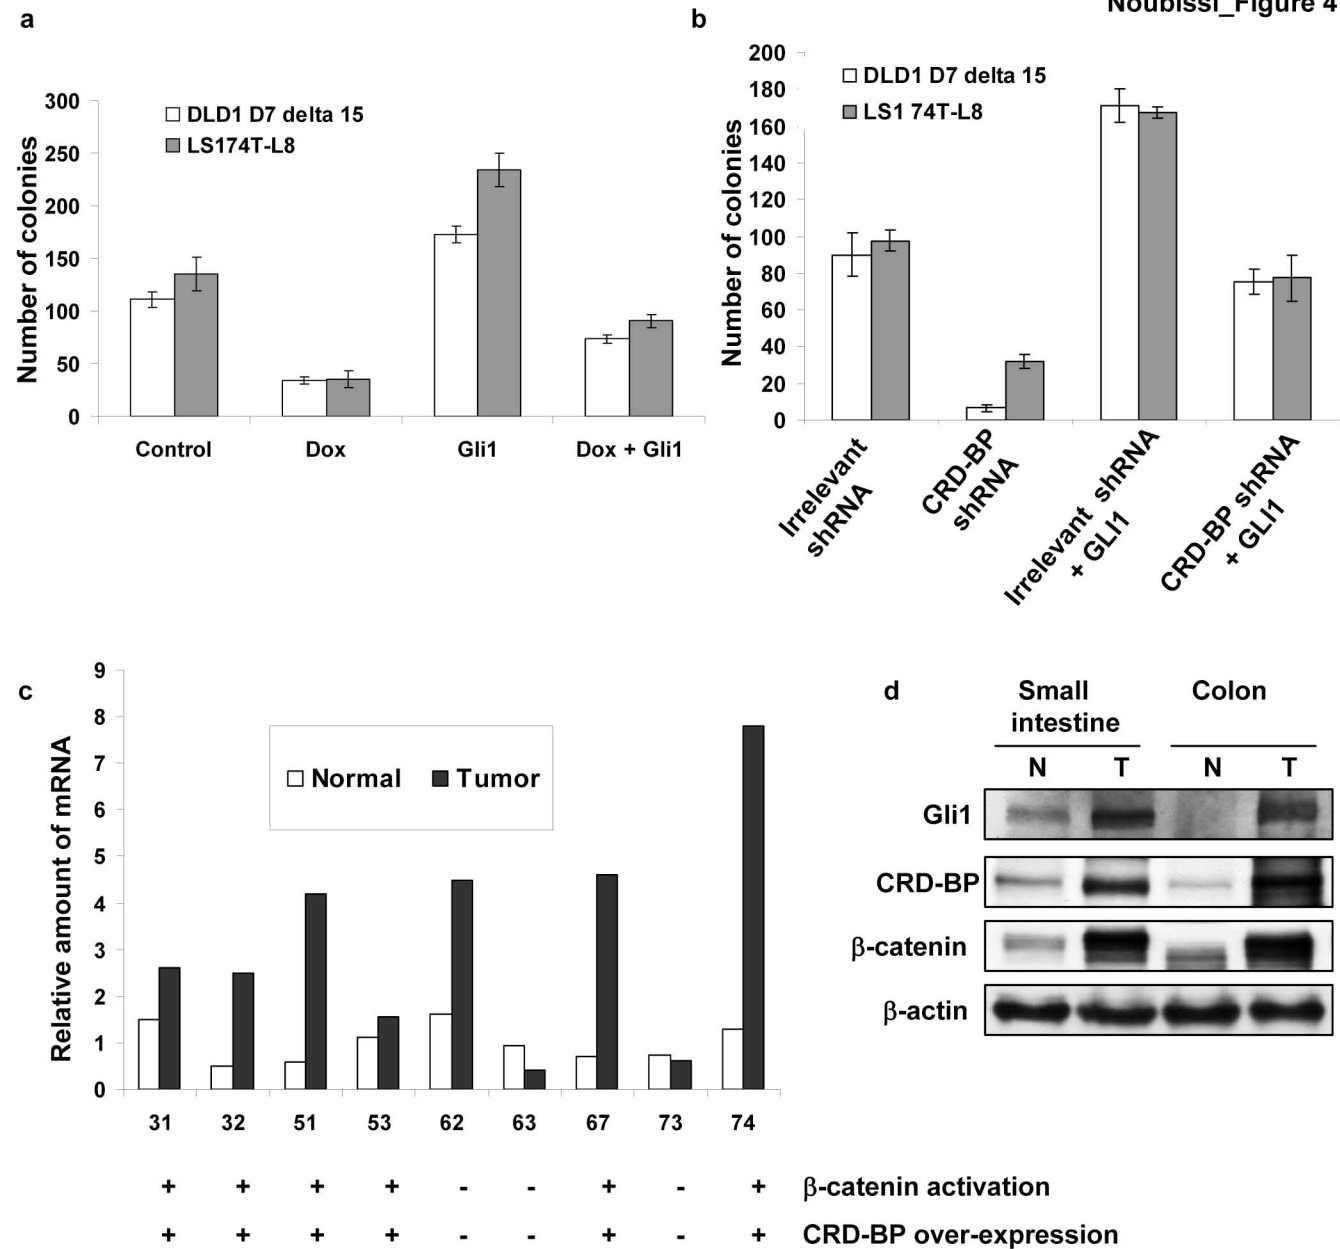 Noubissi_Figure 4
a
300
250
200
150
100
50
0
Number of colonies
DLD1 D7 delta 15
LS174T-L8
Control Dox Gli1 Dox + Gli1
b
200
180
160
140
120
100
80
60
40
20
0
Number of colonies
DLD1 D7 delta 15
LS1 74T-L8
Irrelevant
shRNA
CRD-BP
shRNA
Irrelevant shRNA
+ GLI1
CRD-BP shRNA
+ GLI1
c
9
8
7
6
5
4
3
2
1
0
Relative amount of mRNA
Normal Tumor
31 32 51 53 62 63 67 73 74
+ + + + - - + - + β-catenin activation
+ + + + - - + - + CRD-BP over-expression
d
Small
intestine
Colon
N T N T
Gli1
CRD-BP
β-catenin
β-actin